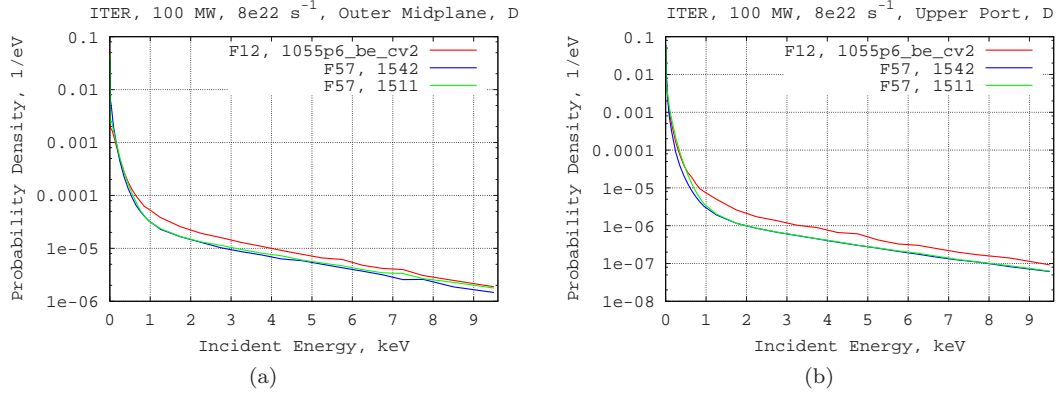 ITER, 100 MW, 8e22 s⁻¹, Outer Midplane, D
0.1
0.01
0.001
0.0001
1e-05
1e-06
Probability Density, 1/eV
F12, 1055p6_be_cv2
F57, 1542
F57, 1511
0 1 2 3 4 5 6 7 8 9
Incident Energy, keV
(a)
ITER, 100 MW, 8e22 s⁻¹, Upper Port, D
0.1
0.01
0.001
0.0001
1e-05
1e-06
1e-07
1e-08
Probability Density, 1/eV
F12, 1055p6_be_cv2
F57, 1542
F57, 1511
0 1 2 3 4 5 6 7 8 9
Incident Energy, keV
(b)